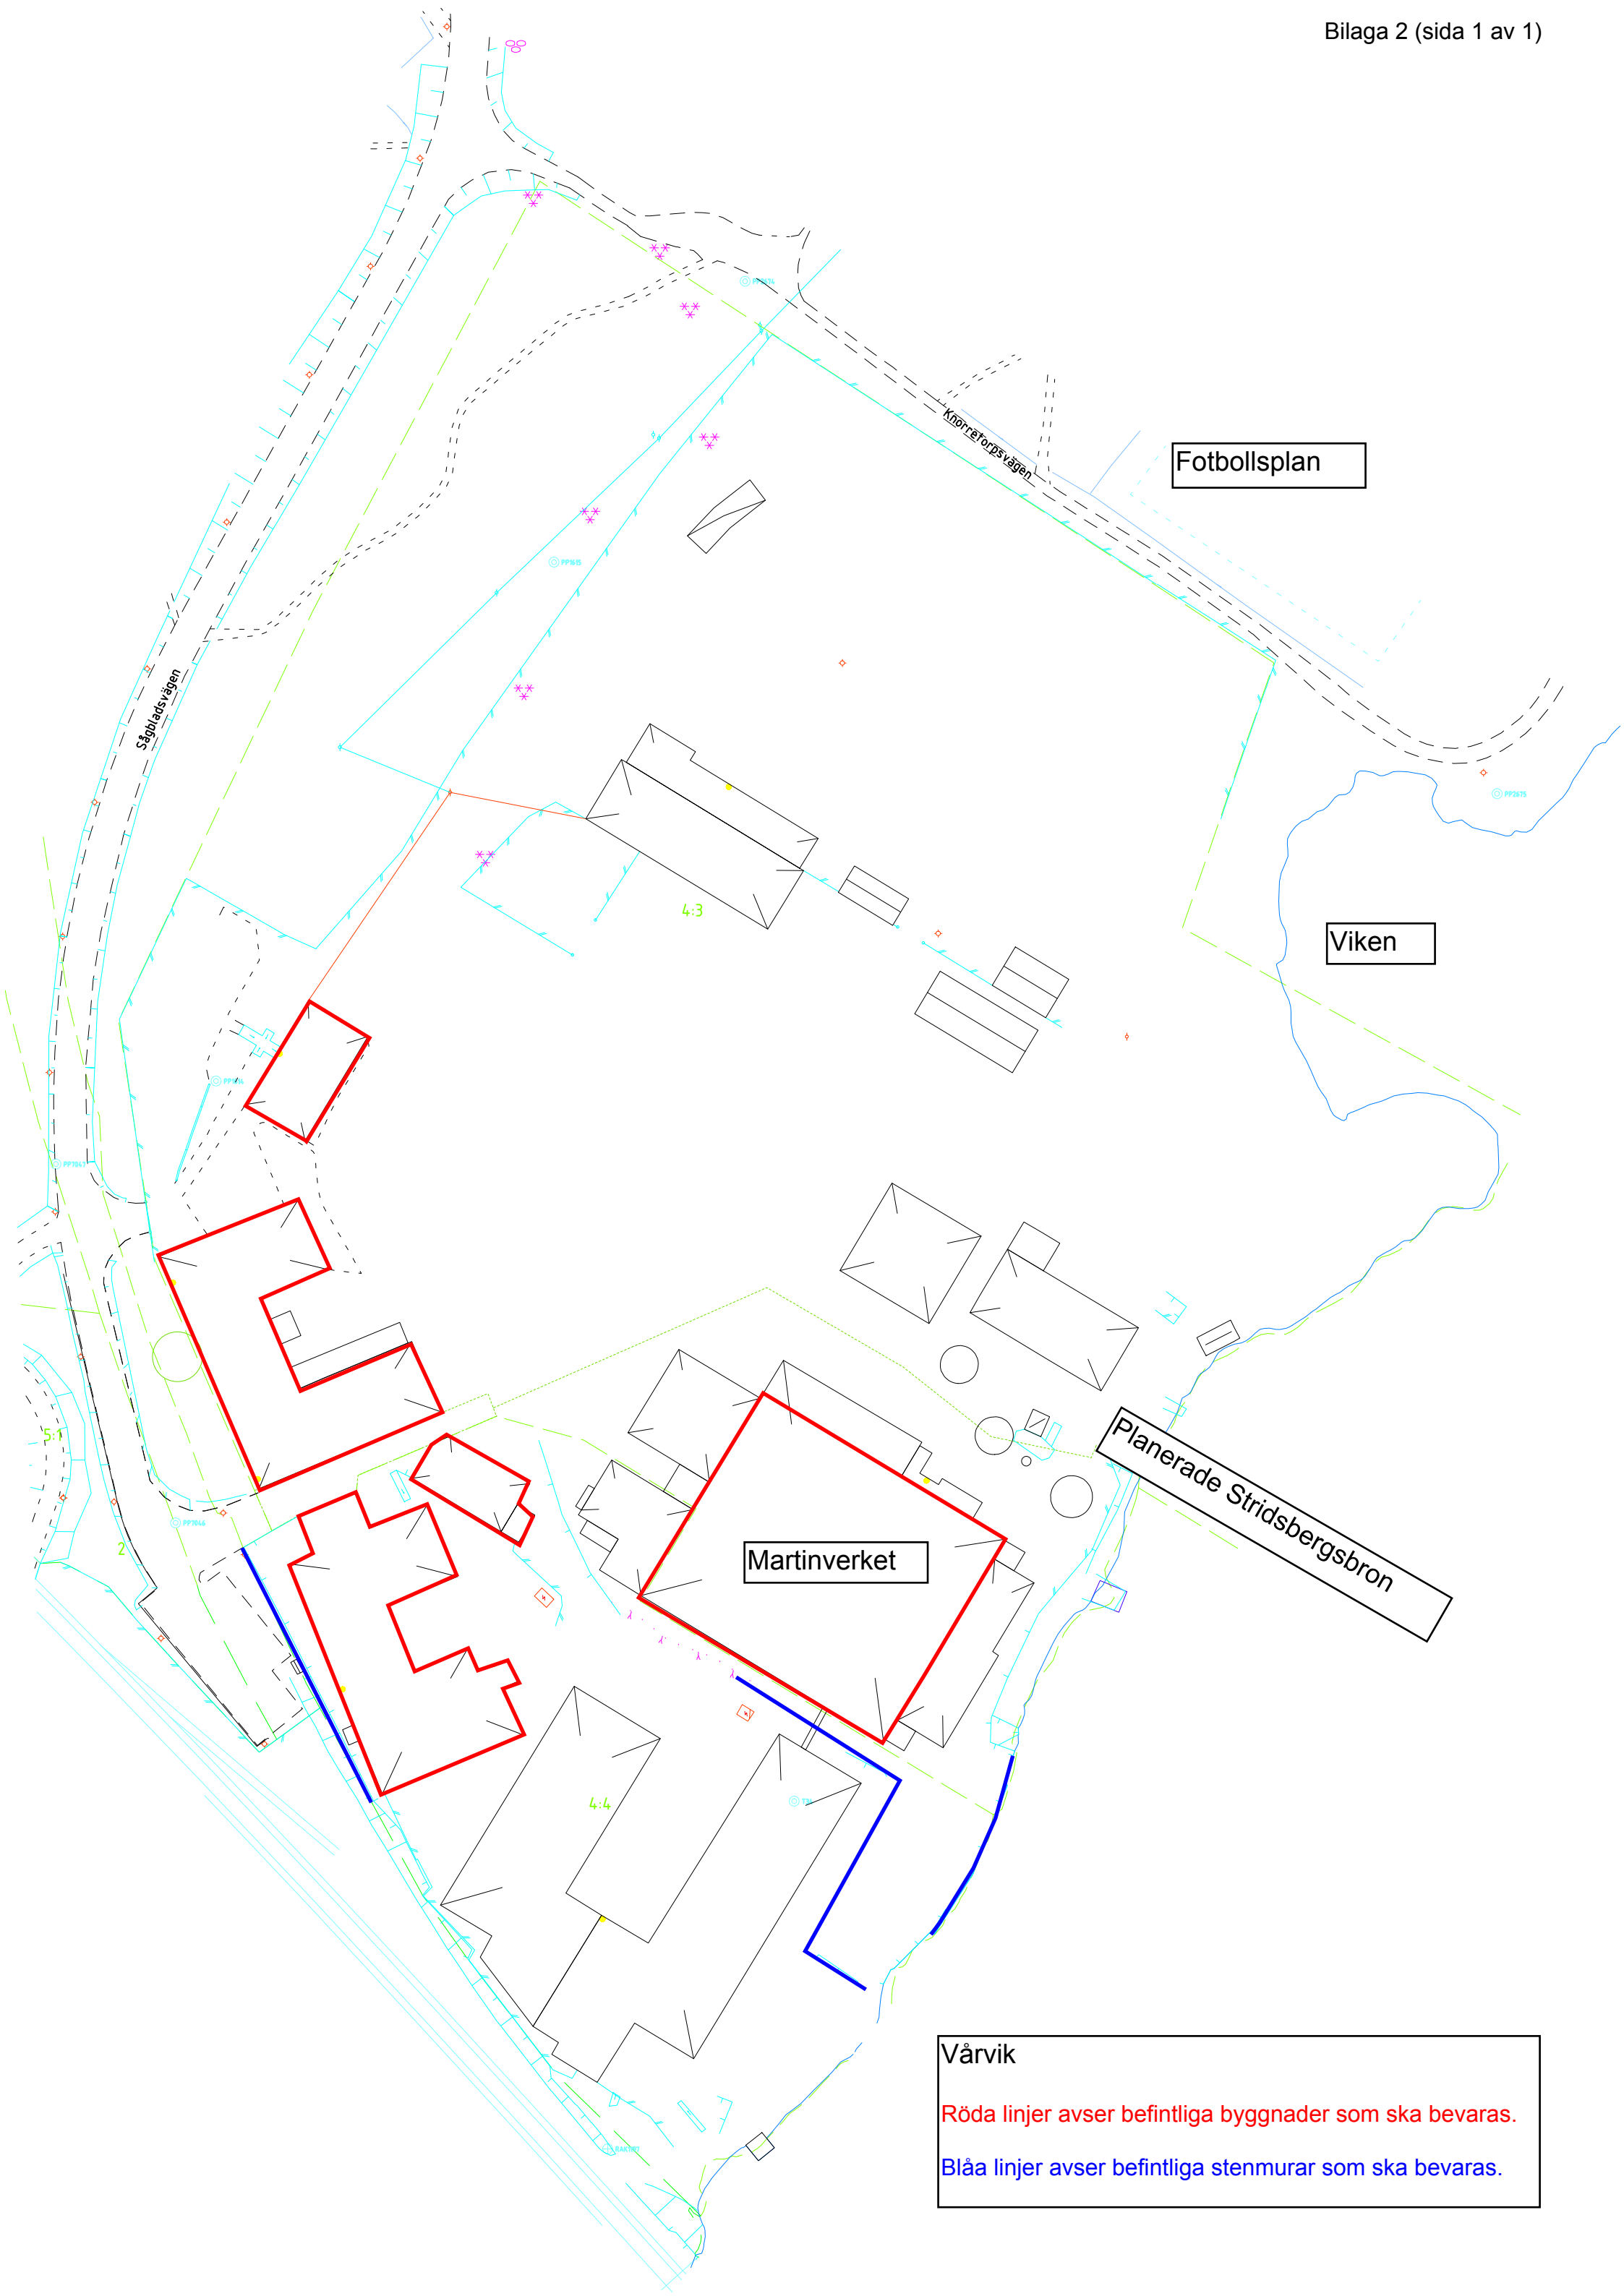 Bilaga 2 (sida 1 av 1)
Knorretorpsvägen
Fotbollsplan
Sågbladsvägen
4:3
Viken
5:1
2
Planerade Stridsbergsbron
Martinverket
4:4
PP7046
Vårvik
Röda linjer avser befintliga byggnader som ska bevaras.
Blåa linjer avser befintliga stenmurar som ska bevaras.